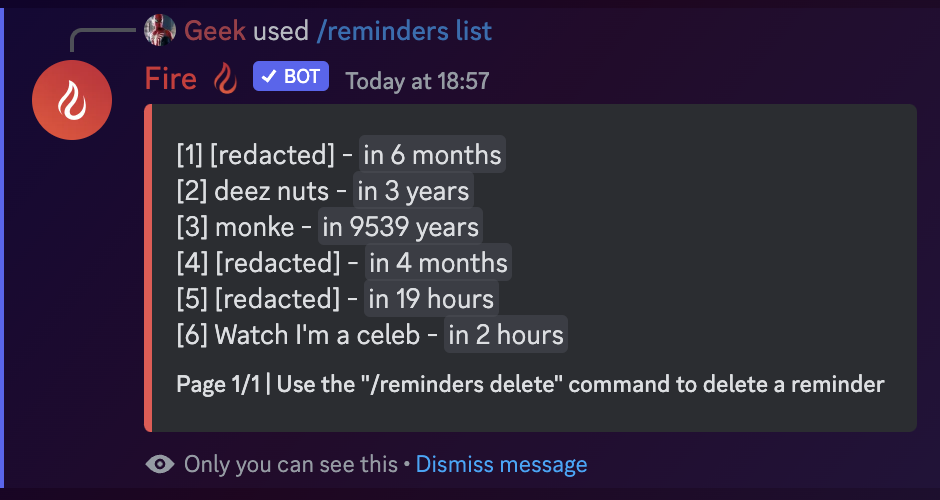 Geek used /reminders list
Fire ✓ BOT Today at 18:57
[1] [redacted] - in 6 months
[2] deez nuts - in 3 years
[3] monke - in 9539 years
[4] [redacted] - in 4 months
[5] [redacted] - in 19 hours
[6] Watch I'm a celeb - in 2 hours
Page 1/1 | Use the "/reminders delete" command to delete a reminder
Only you can see this • Dismiss message